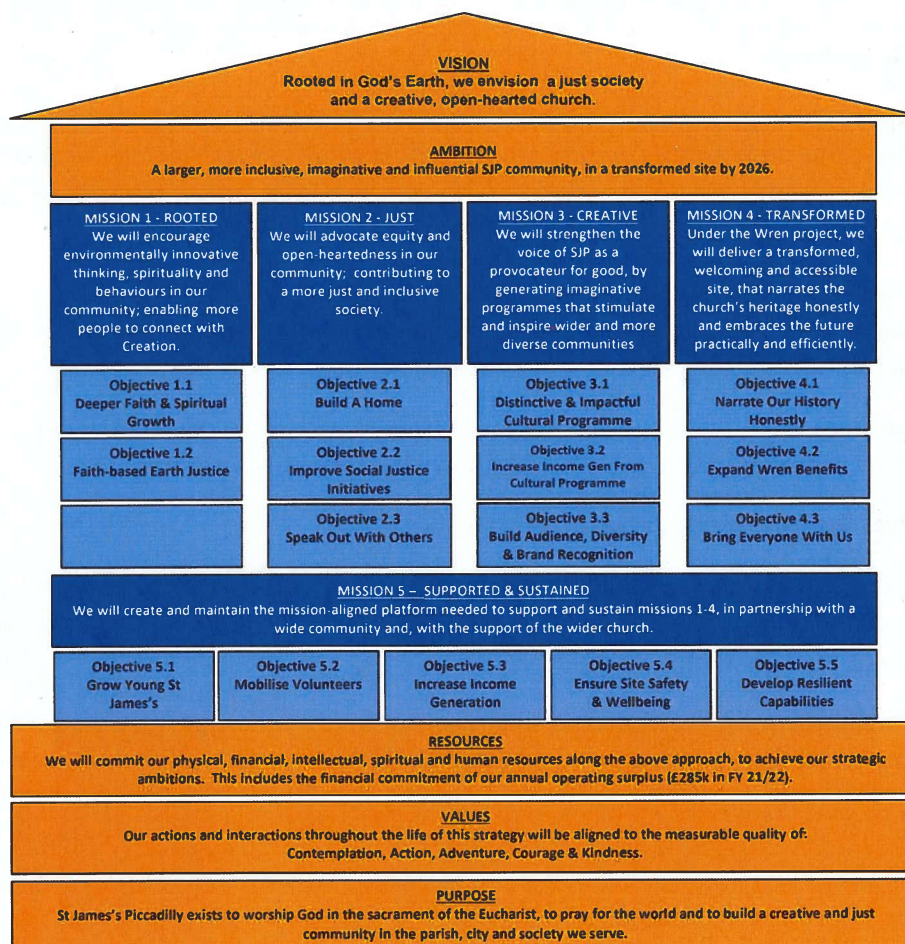 VISION
Rooted in God's Earth, we envision a just society
and a creative, open-hearted church.
AMBITION
A larger, more inclusive, imaginative and influential SJP community, in a transformed site by 2026.
MISSION 1 - ROOTED
We will encourage
environmentally innovative
thinking, spirituality and
behaviours in our
community; enabling more
people to connect with
Creation.
MISSION 2 - JUST
We will advocate equity and
open-heartedness in our
community; contributing to
a more just and inclusive
society.
MISSION 3 - CREATIVE
We will strengthen the
voice of SJP as a
provocateur for good, by
generating imaginative
programmes that stimulate
and inspire wider and more
diverse communities
MISSION 4 - TRANSFORMED
Under the Wren project, we
will deliver a transformed,
welcoming and accessible
site, that narrates the
church's heritage honestly
and embraces the future
practically and efficiently.
Objective 1.1
Deeper Faith & Spiritual
Growth
Objective 2.1
Build A Home
Objective 3.1
Distinctive & Impactful
Cultural Programme
Objective 4.1
Narrate Our History
Honestly
Objective 1.2
Faith-based Earth Justice
Objective 2.2
Improve Social Justice
Initiatives
Objective 3.2
Increase Income Gen From
Cultural Programme
Objective 4.2
Expand Wren Benefits
Objective 2.3
Speak Out With Others
Objective 3.3
Build Audience, Diversity
& Brand Recognition
Objective 4.3
Bring Everyone With Us
MISSION 5 – SUPPORTED & SUSTAINED
We will create and maintain the mission-aligned platform needed to support and sustain missions 1-4, in partnership with a
wide community and, with the support of the wider church.
Objective 5.1
Grow Young St
James's
Objective 5.2
Mobilise Volunteers
Objective 5.3
Increase Income
Generation
Objective 5.4
Ensure Site Safety
& Wellbeing
Objective 5.5
Develop Resilient
Capabilities
RESOURCES
We will commit our physical, financial, intellectual, spiritual and human resources along the above approach, to achieve our strategic
ambitions. This includes the financial commitment of our annual operating surplus (£285k in FY 21/22).
VALUES
Our actions and interactions throughout the life of this strategy will be aligned to the measurable quality of:
Contemplation, Action, Adventure, Courage & Kindness.
PURPOSE
St James's Piccadilly exists to worship God in the sacrament of the Eucharist, to pray for the world and to build a creative and just
community in the parish, city and society we serve.